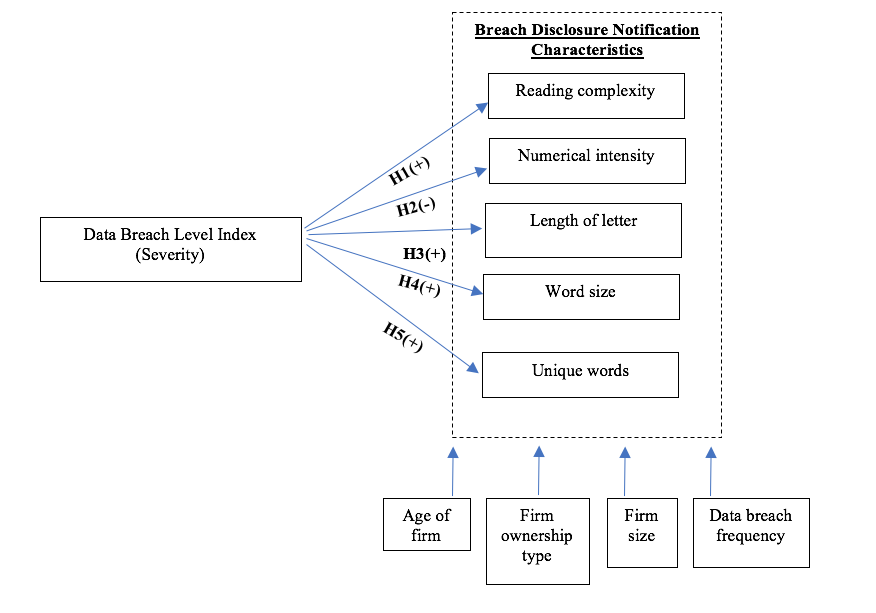 Breach Disclosure Notification
Characteristics
Reading complexity
Numerical intensity
Length of letter
Word size
Unique words
H1(+)
H2(-)
H3(+)
H4(+)
H5(+)
Data Breach Level Index
(Severity)
Age of
firm
Firm
ownership
type
Firm
size
Data breach
frequency